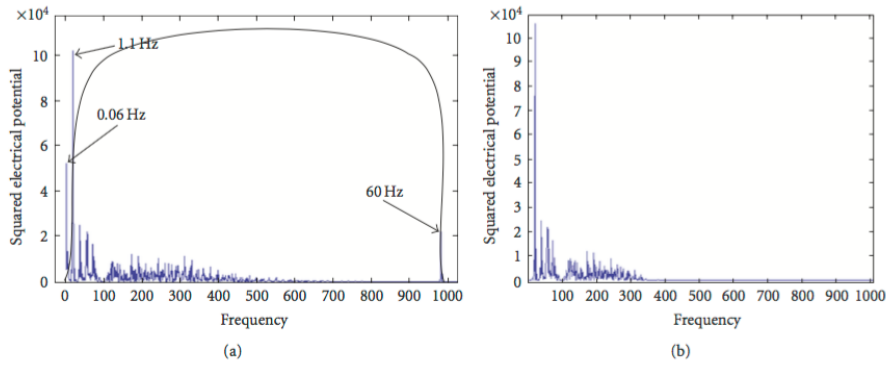 ×10⁴
10
8
6
4
2
0
Squared electrical potential
1.1 Hz
0.06 Hz
60 Hz
0 100 200 300 400 500 600 700 800 900 1000
Frequency
(a)
×10⁴
10
9
8
7
6
5
4
3
2
1
0
Squared electrical potential
100 200 300 400 500 600 700 800 900 1000
Frequency
(b)